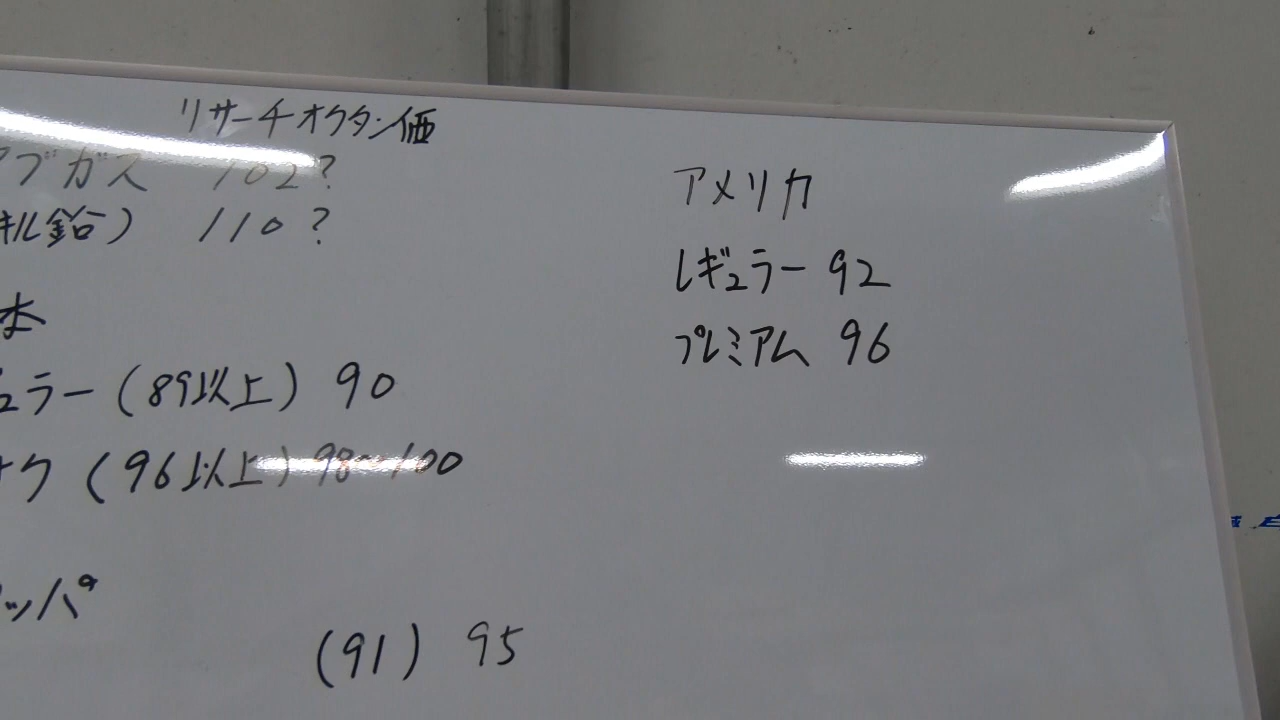 リサーチオクタン価
ブガス 102?
キル鉛) 110?
本
ュラー(89以上) 90
オク(96以上) 98~100
ッパ
(91) 95
アメリカ
レギュラー 92
プレミアム 96